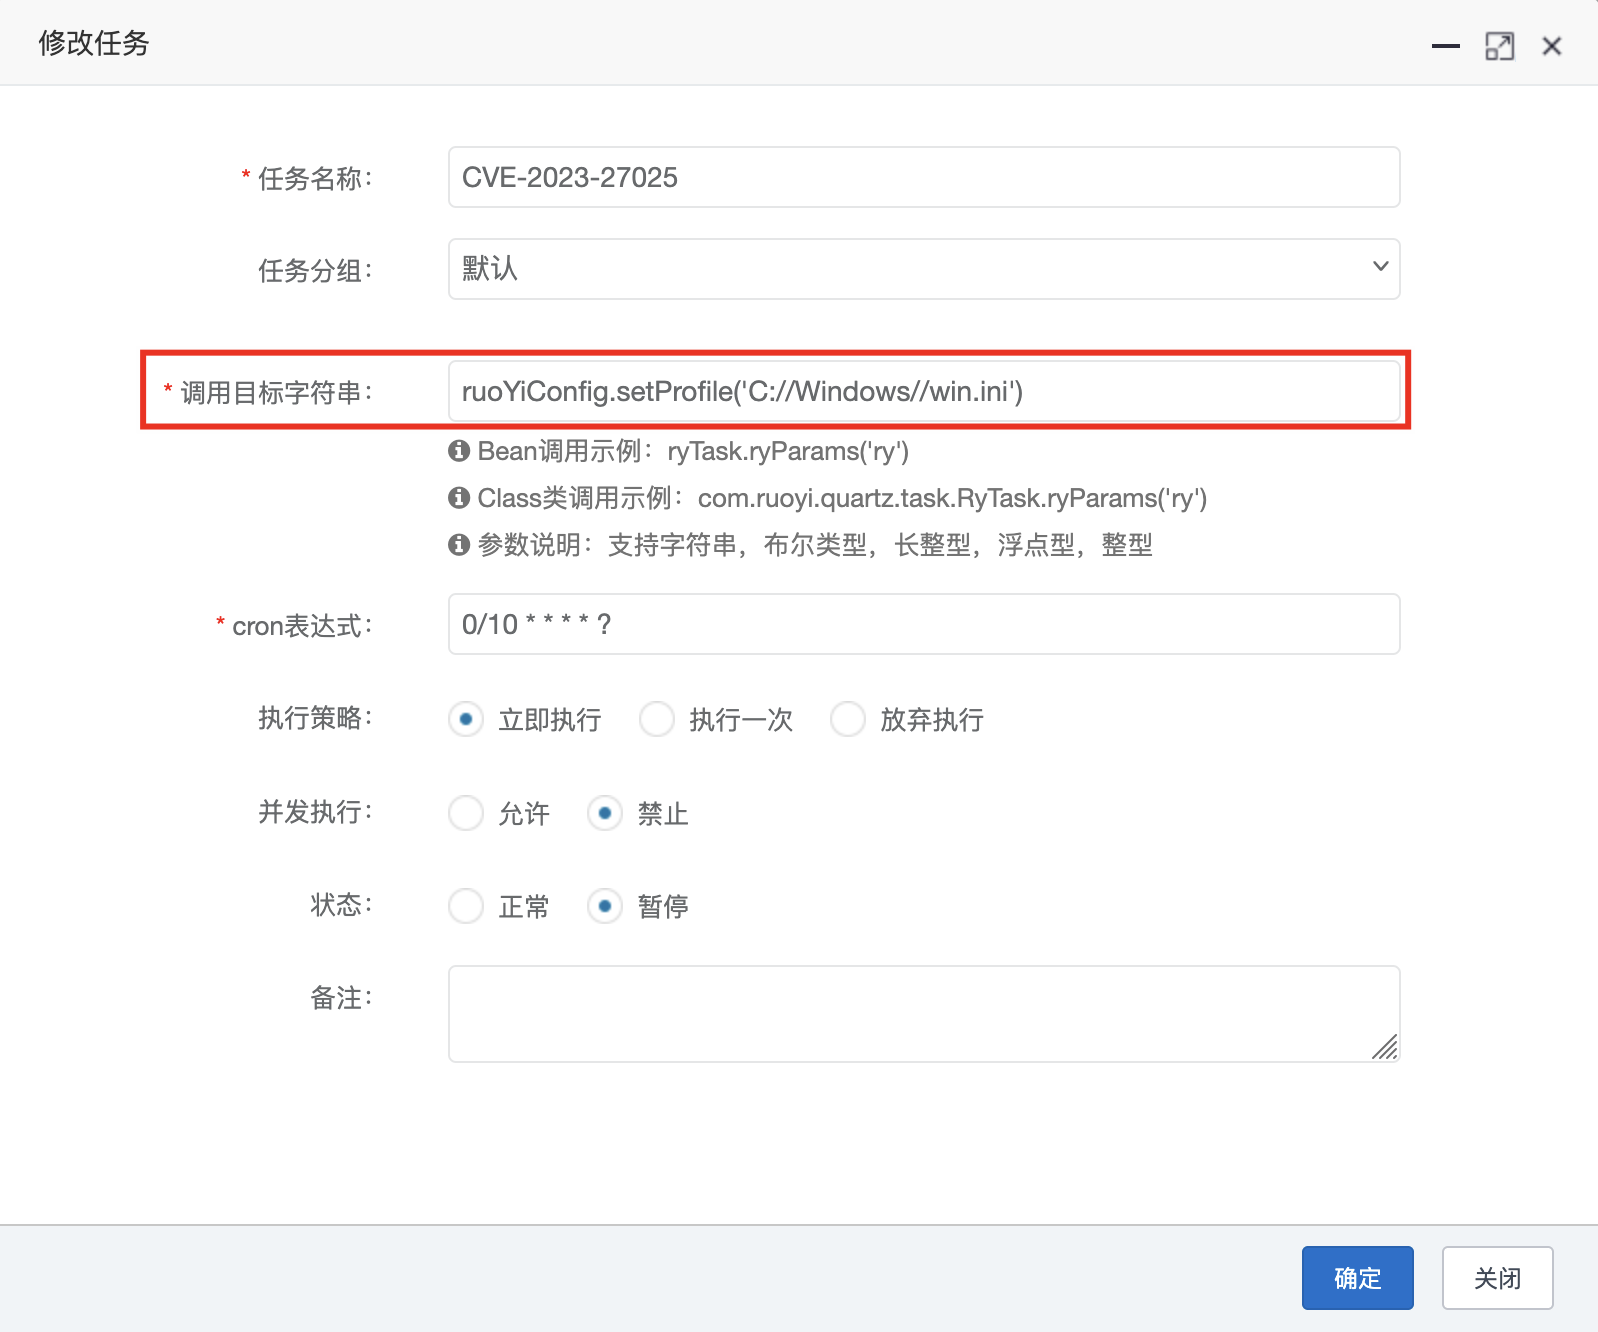 修改任务
* 任务名称： CVE-2023-27025
任务分组： 默认
* 调用目标字符串： ruoYiConfig.setProfile('C://Windows//win.ini')
Bean调用示例：ryTask.ryParams('ry')
Class类调用示例：com.ruoyi.quartz.task.RyTask.ryParams('ry')
参数说明：支持字符串，布尔类型，长整型，浮点型，整型
* cron表达式： 0/10 * * * * ?
执行策略： 立即执行 执行一次 放弃执行
并发执行： 允许 禁止
状态： 正常 暂停
备注：
确定 关闭